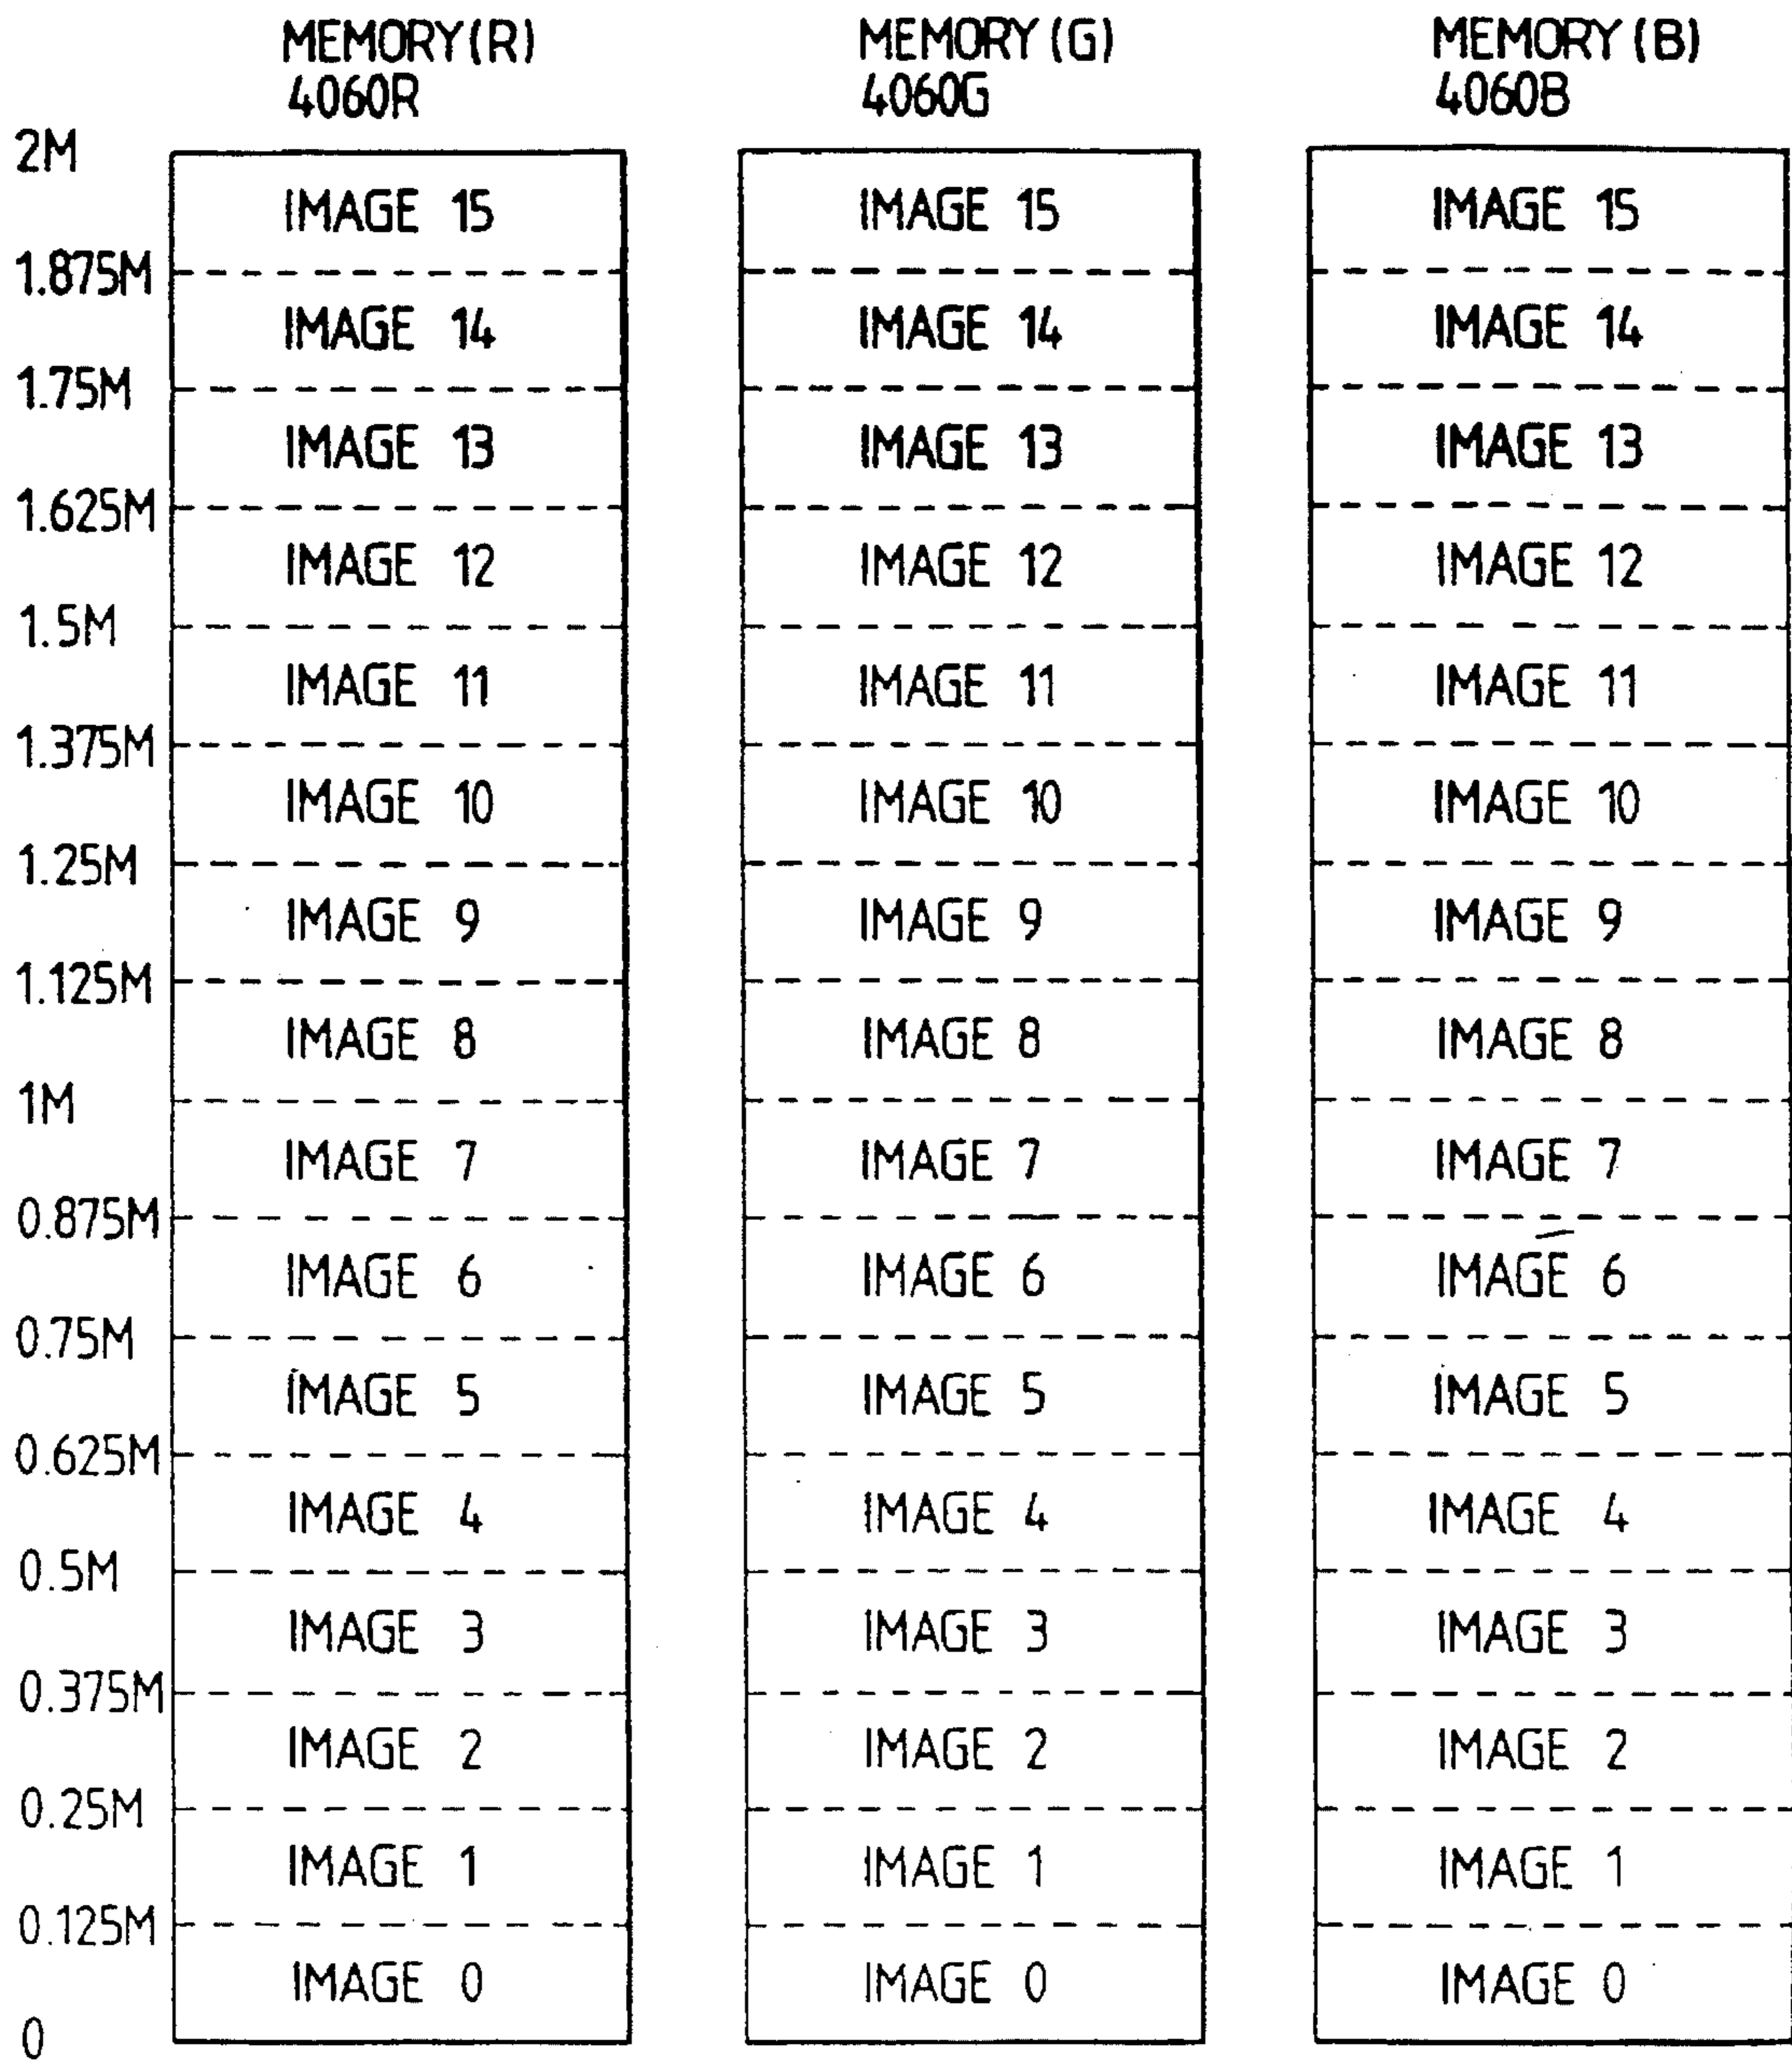 MEMORY(R) MEMORY (G) MEMORY (B)
4060R 4060G 4060B
2M
IMAGE 15 IMAGE 15 IMAGE 15
1.875M
IMAGE 14 IMAGE 14 IMAGE 14
1.75M
IMAGE 13 IMAGE 13 IMAGE 13
1.625M
IMAGE 12 IMAGE 12 IMAGE 12
1.5M
IMAGE 11 IMAGE 11 IMAGE 11
1.375M
IMAGE 10 IMAGE 10 IMAGE 10
1.25M
IMAGE 9 IMAGE 9 IMAGE 9
1.125M
IMAGE 8 IMAGE 8 IMAGE 8
1M
IMAGE 7 IMAGE 7 IMAGE 7
0.875M
IMAGE 6 IMAGE 6 IMAGE 6
0.75M
IMAGE 5 IMAGE 5 IMAGE 5
0.625M
IMAGE 4 IMAGE 4 IMAGE 4
0.5M
IMAGE 3 IMAGE 3 IMAGE 3
0.375M
IMAGE 2 IMAGE 2 IMAGE 2
0.25M
IMAGE 1 IMAGE 1 IMAGE 1
0.125M
IMAGE 0 IMAGE 0 IMAGE 0
0